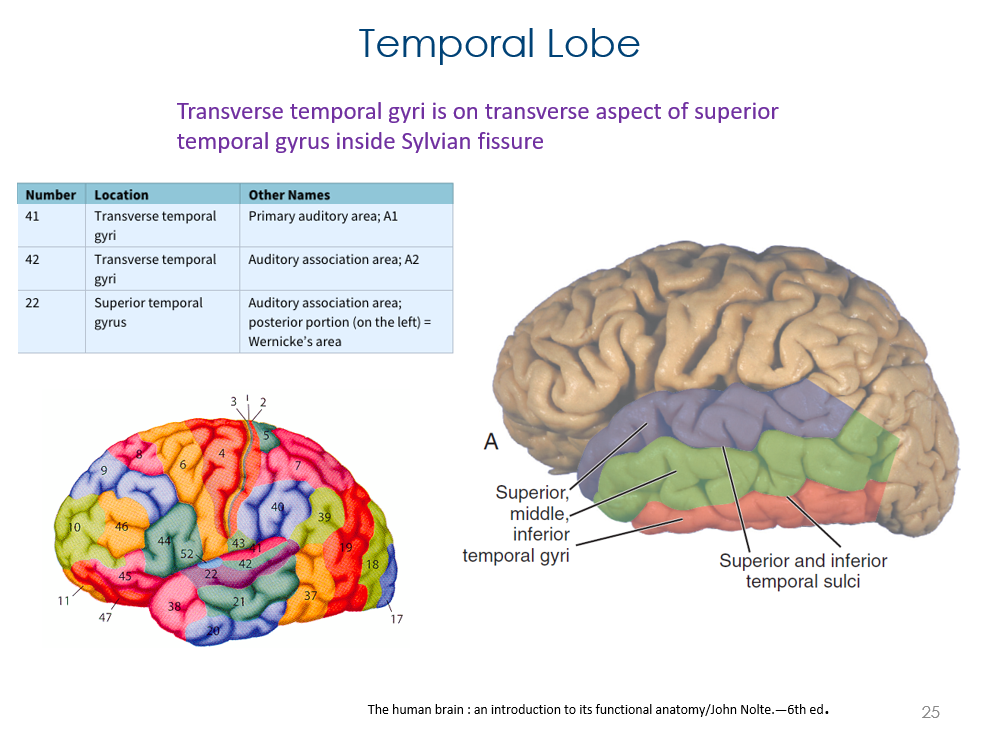 Temporal Lobe
Transverse temporal gyri is on transverse aspect of superior
temporal gyrus inside Sylvian fissure
Number Location Other Names
41 Transverse temporal Primary auditory area; A1
gyri
42 Transverse temporal Auditory association area; A2
gyri
22 Superior temporal Auditory association area;
gyrus posterior portion (on the left) =
Wernicke's area
3 1 2
5
8 6 4 7
9
40
10 46 39
44 43 41 19
52 42 18
22
45 21 37
11 38
47 17
20
A
Superior,
middle,
inferior
temporal gyri
Superior and inferior
temporal sulci
The human brain : an introduction to its functional anatomy/John Nolte.—6th ed.
25